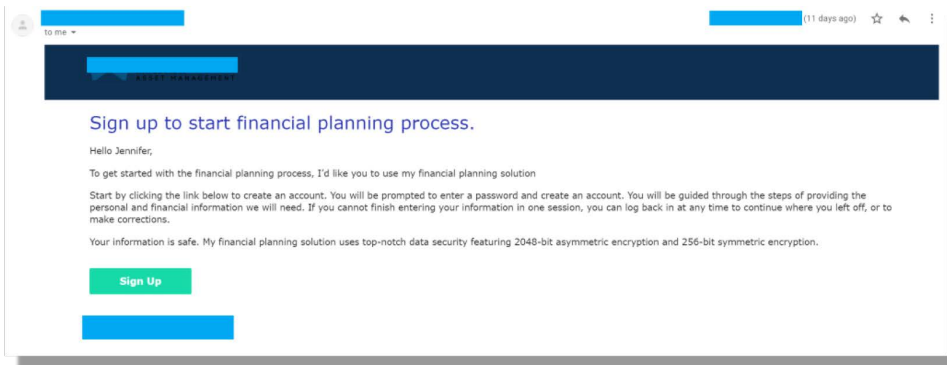 (11 days ago)
to me
ASSET MANAGEMENT
Sign up to start financial planning process.
Hello Jennifer,
To get started with the financial planning process, I'd like you to use my financial planning solution
Start by clicking the link below to create an account. You will be prompted to enter a password and create an account. You will be guided through the steps of providing the
personal and financial information we will need. If you cannot finish entering your information in one session, you can log back in at any time to continue where you left off, or to
make corrections.
Your information is safe. My financial planning solution uses top-notch data security featuring 2048-bit asymmetric encryption and 256-bit symmetric encryption.
Sign Up